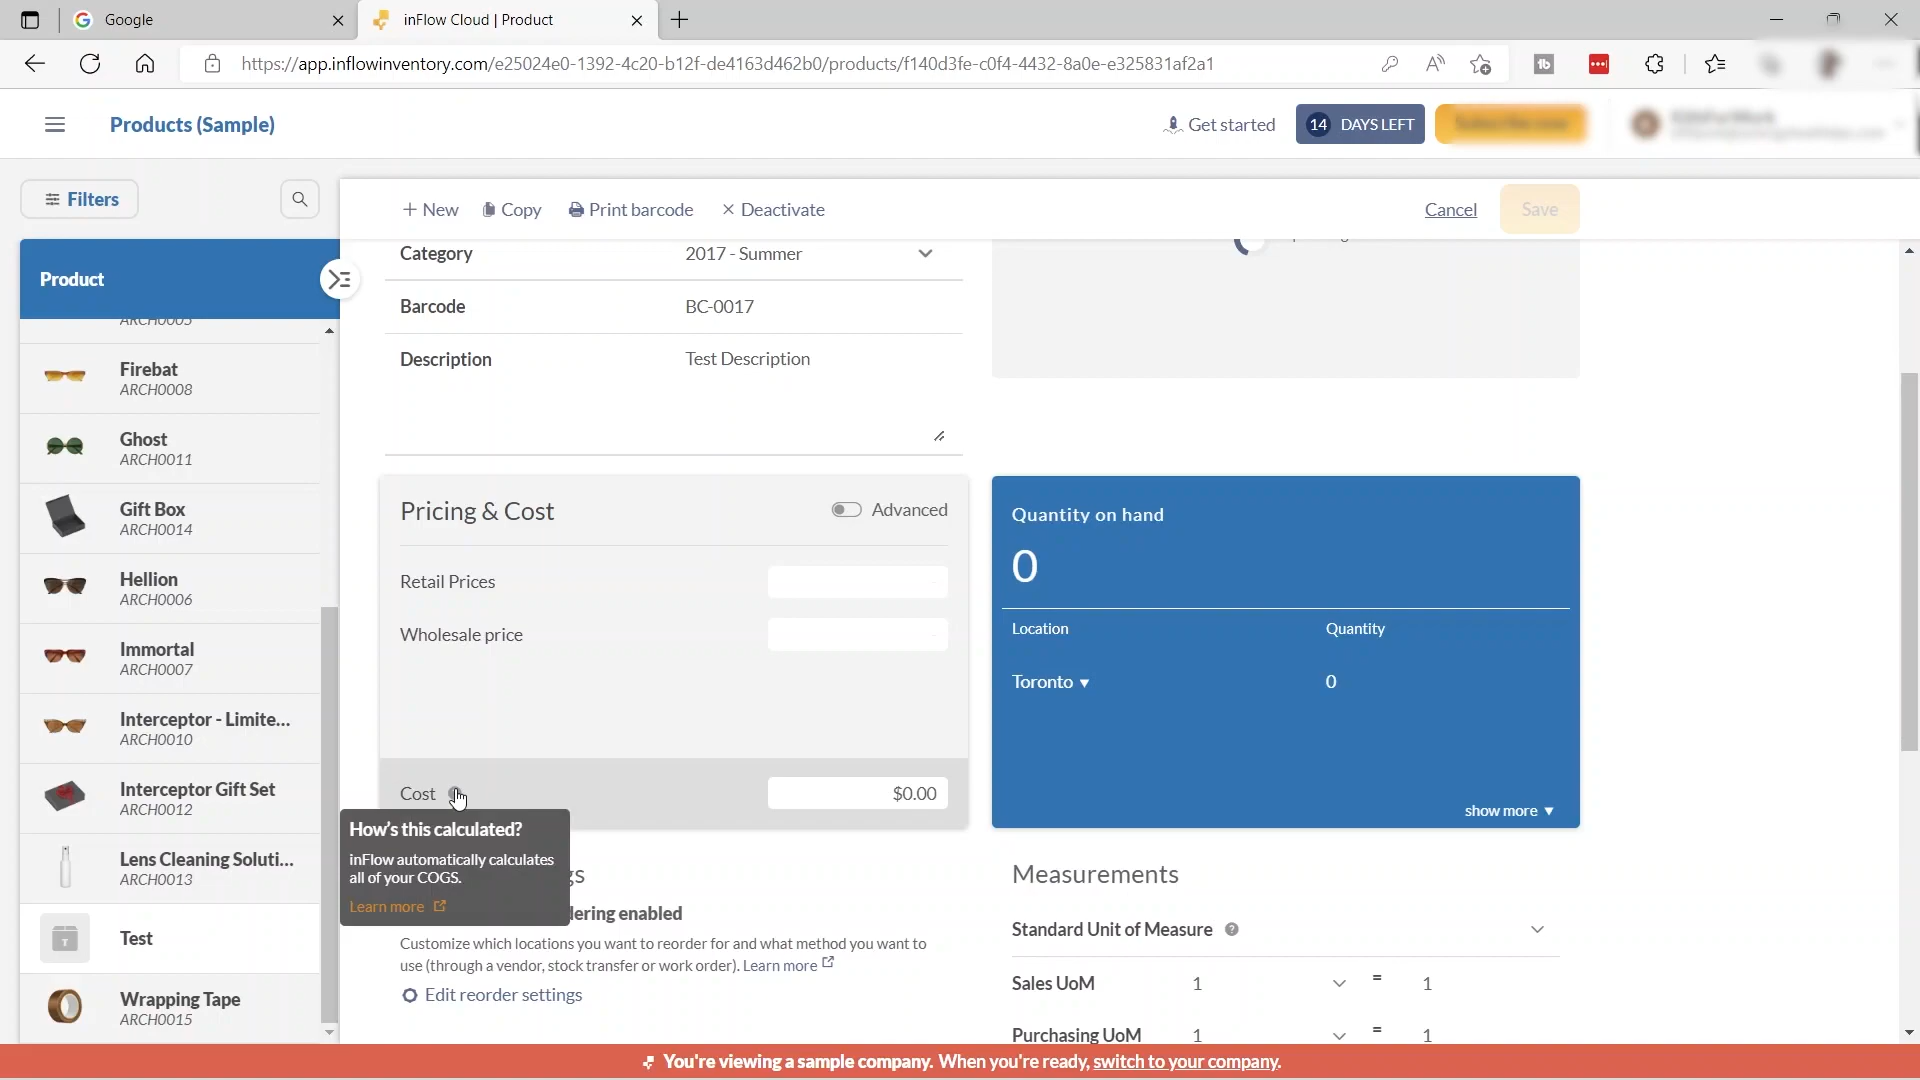 Google
inFlow Cloud | Product
https://app.inflowinventory.com/e25024e0-1392-4c20-b12f-de4163d462b0/products/f140d3fe-c0f4-4432-8a0e-e325831af2a1
Products (Sample)
Get started
14 DAYS LEFT
Filters
+ New
Copy
Print barcode
× Deactivate
Cancel
Save
Product
ARCH0005
Firebat
ARCH0008
Ghost
ARCH0011
Gift Box
ARCH0014
Hellion
ARCH0006
Immortal
ARCH0007
Interceptor - Limite...
ARCH0010
Interceptor Gift Set
ARCH0012
Lens Cleaning Soluti...
ARCH0013
T
Test
Wrapping Tape
ARCH0015
Category 2017 - Summer
Barcode BC-0017
Description Test Description
Pricing & Cost
Advanced
Retail Prices
Wholesale price
Cost $0.00
How's this calculated?
inFlow automatically calculates
all of your COGS.
Learn more
dering enabled
Customize which locations you want to reorder for and what method you want to
use (through a vendor, stock transfer or work order). Learn more
Edit reorder settings
Quantity on hand
0
Location Quantity
Toronto ▼ 0
show more ▼
Measurements
Standard Unit of Measure ?
Sales UoM 1 = 1
Purchasing UoM 1 = 1
You're viewing a sample company. When you're ready, switch to your company.